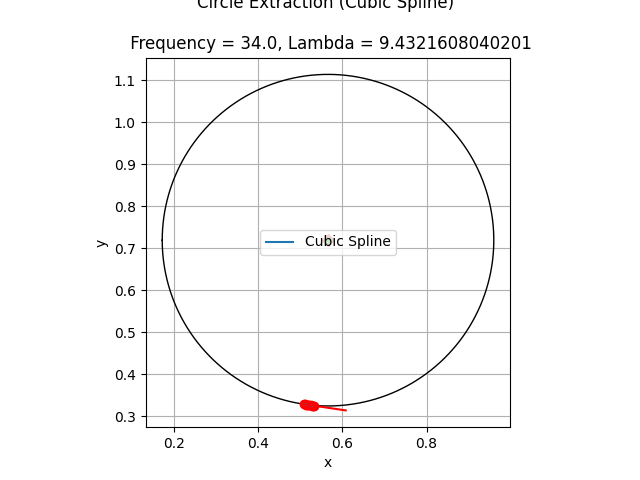 Circle Extraction (Cubic Spline)
Frequency = 34.0, Lambda = 9.4321608040201
1.1
1.0
0.9
0.8
0.7
0.6
0.5
0.4
0.3
y
Cubic Spline
0.2 0.4 0.6 0.8
x